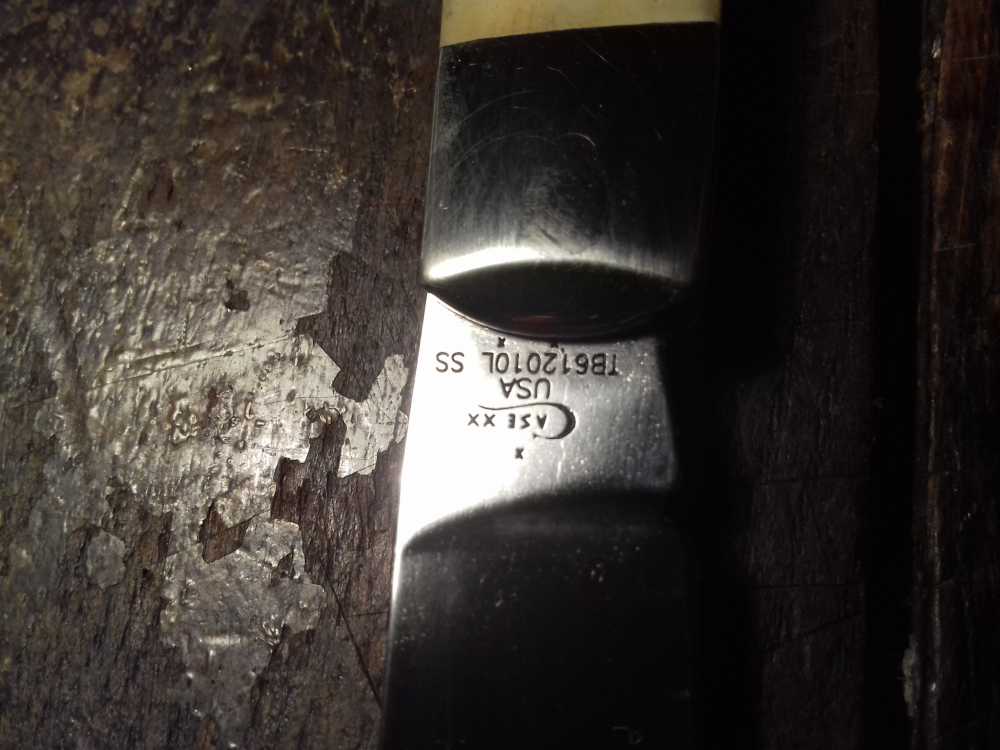 x
CASE XX
USA
TB612010L SS
x x